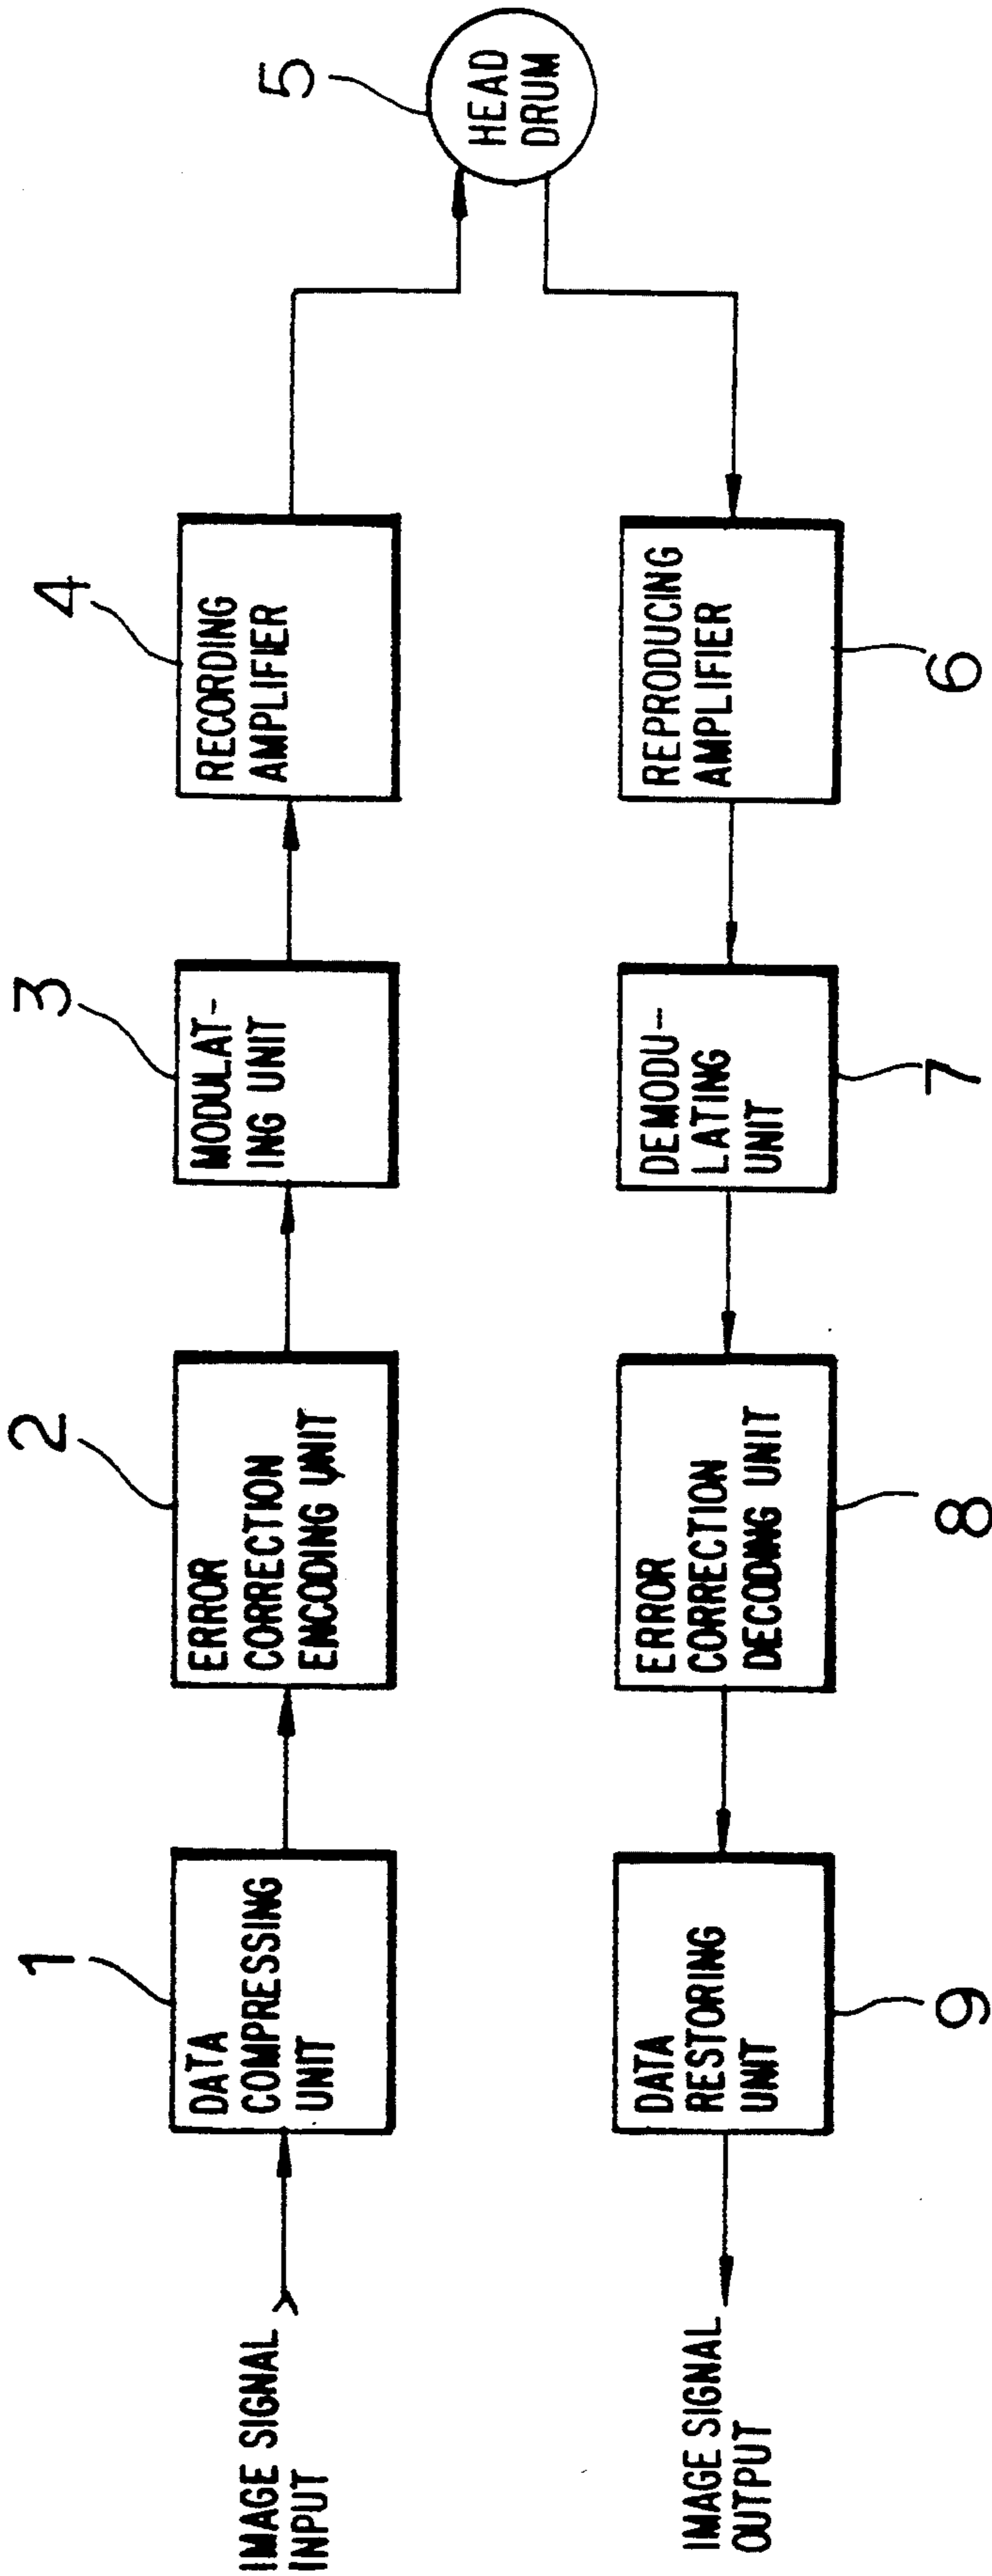 IMAGE SIGNAL
INPUT
1
DATA
COMPRESSING
UNIT
2
ERROR
CORRECTION
ENCODING UNIT
3
MODULAT-
ING UNIT
4
RECORDING
AMPLIFIER
5
HEAD
DRUM
REPRODUCING
AMPLIFIER
6
DEMODU-
LATING
UNIT
7
ERROR
CORRECTION
DECODING UNIT
8
DATA
RESTORING
UNIT
9
IMAGE SIGNAL
OUTPUT